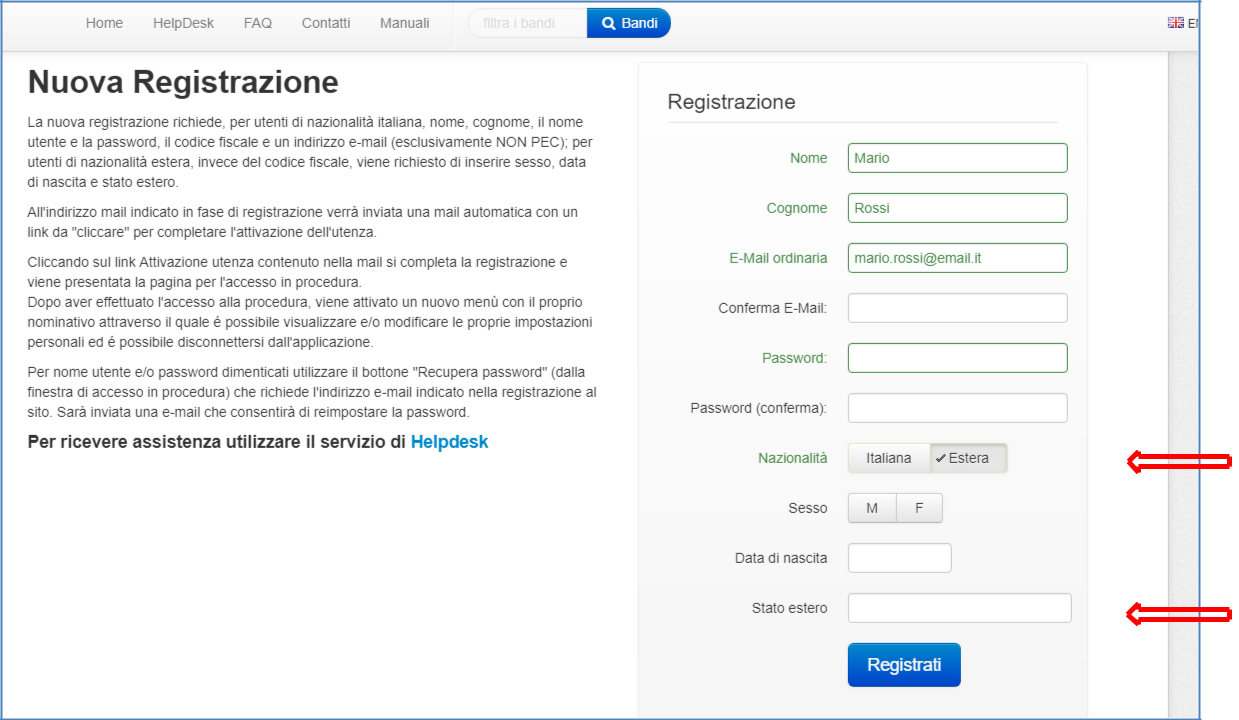 Home HelpDesk FAQ Contatti Manuali filtra i bandi Bandi
Nuova Registrazione
La nuova registrazione richiede, per utenti di nazionalità italiana, nome, cognome, il nome
utente e la password, il codice fiscale e un indirizzo e-mail (esclusivamente NON PEC); per
utenti di nazionalità estera, invece del codice fiscale, viene richiesto di inserire sesso, data
di nascita e stato estero.
All'indirizzo mail indicato in fase di registrazione verrà inviata una mail automatica con un
link da "cliccare" per completare l'attivazione dell'utenza.
Cliccando sul link Attivazione utenza contenuto nella mail si completa la registrazione e
viene presentata la pagina per l'accesso in procedura.
Dopo aver effettuato l'accesso alla procedura, viene attivato un nuovo menù con il proprio
nominativo attraverso il quale é possibile visualizzare e/o modificare le proprie impostazioni
personali ed é possibile disconnettersi dall'applicazione.
Per nome utente e/o password dimenticati utilizzare il bottone "Recupera password" (dalla
finestra di accesso in procedura) che richiede l'indirizzo e-mail indicato nella registrazione al
sito. Sarà inviata una e-mail che consentirà di reimpostare la password.
Per ricevere assistenza utilizzare il servizio di Helpdesk
Registrazione
Nome Mario
Cognome Rossi
E-Mail ordinaria mario.rossi@email.it
Conferma E-Mail:
Password:
Password (conferma):
Nazionalità Italiana Estera
Sesso M F
Data di nascita
Stato estero
Registrati